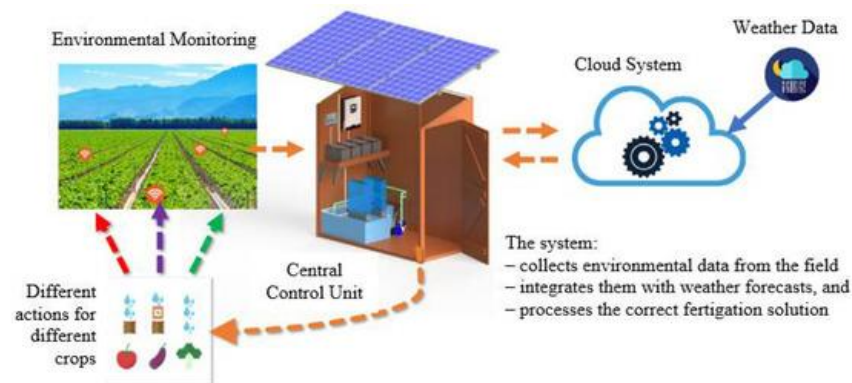 Environmental Monitoring
Weather Data
Cloud System
The system:
– collects environmental data from the field
– integrates them with weather forecasts, and
– processes the correct fertigation solution
Central
Control Unit
Different
actions for
different
crops